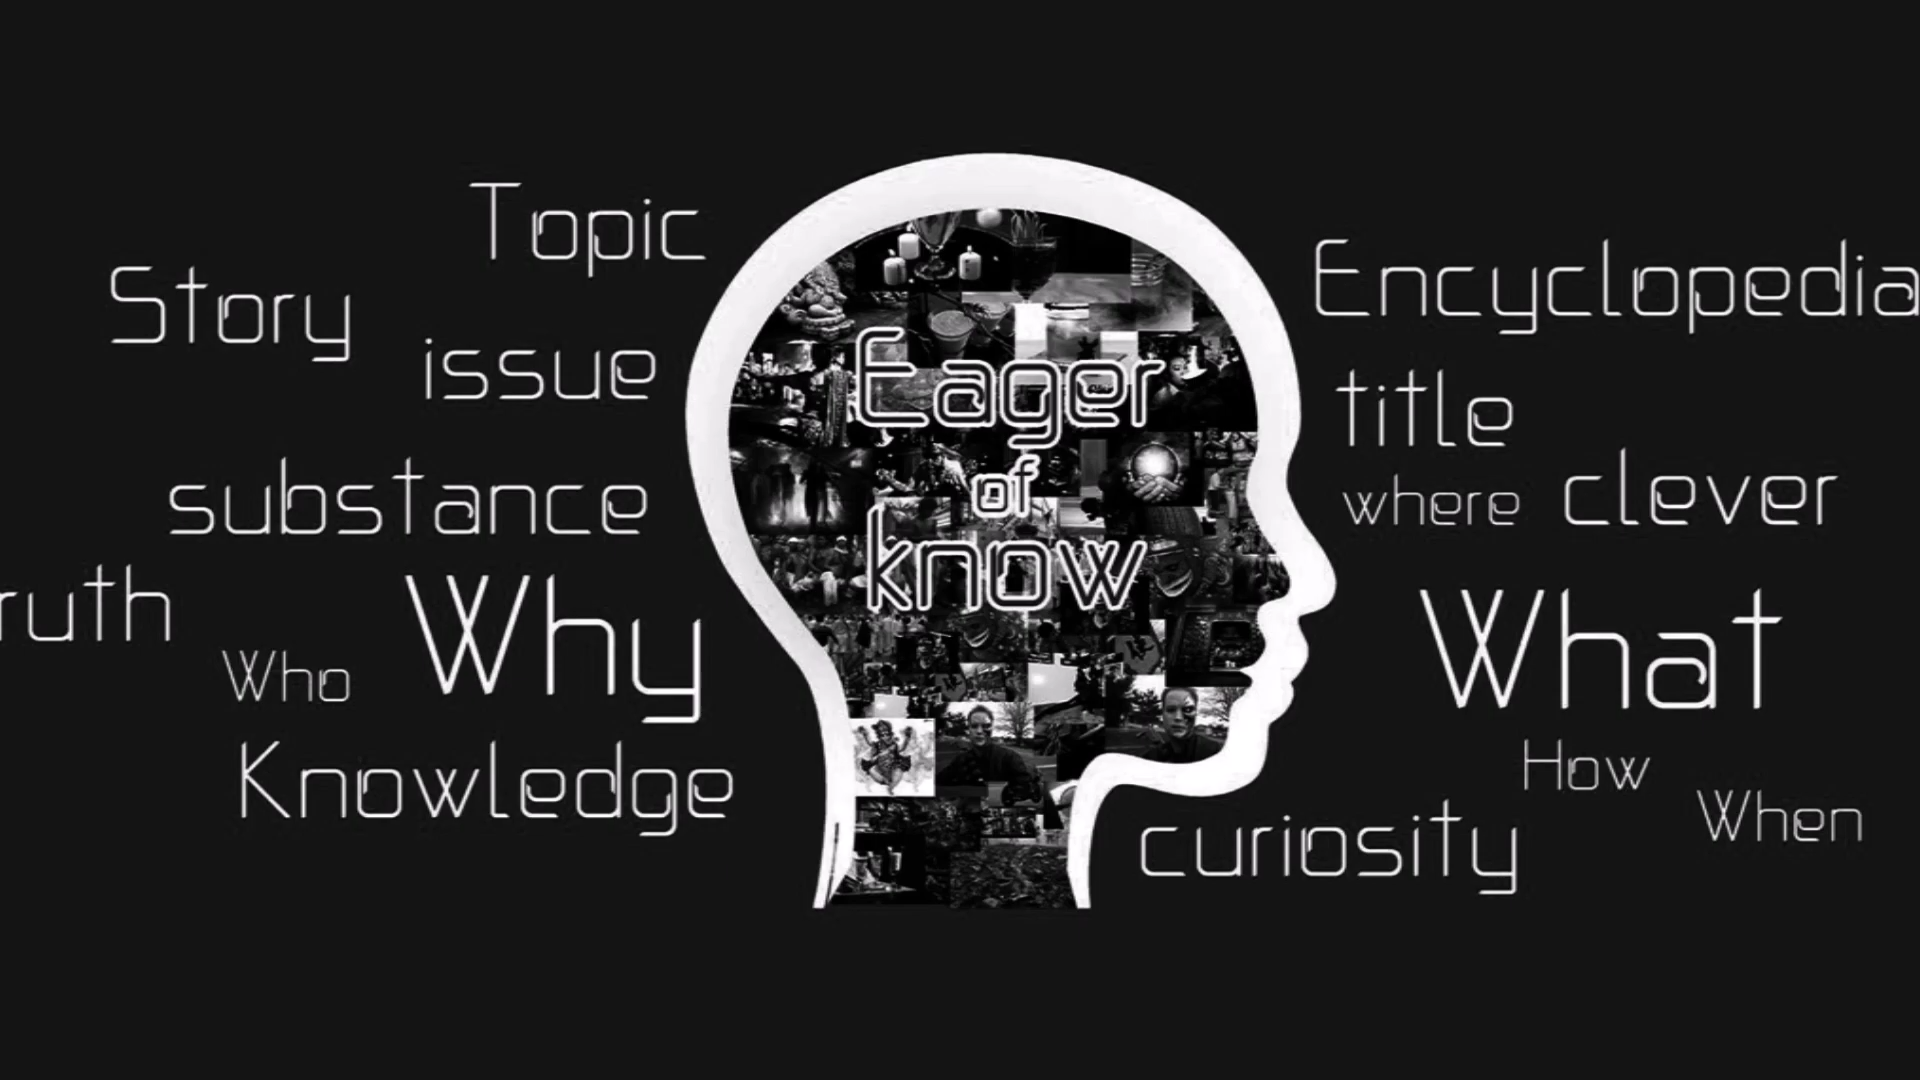 Topic
Story
issue
substance
ruth
Who
Why
Knowledge
Eager
of
know
Encyclopedia
title
where
clever
What
How
When
curiosity